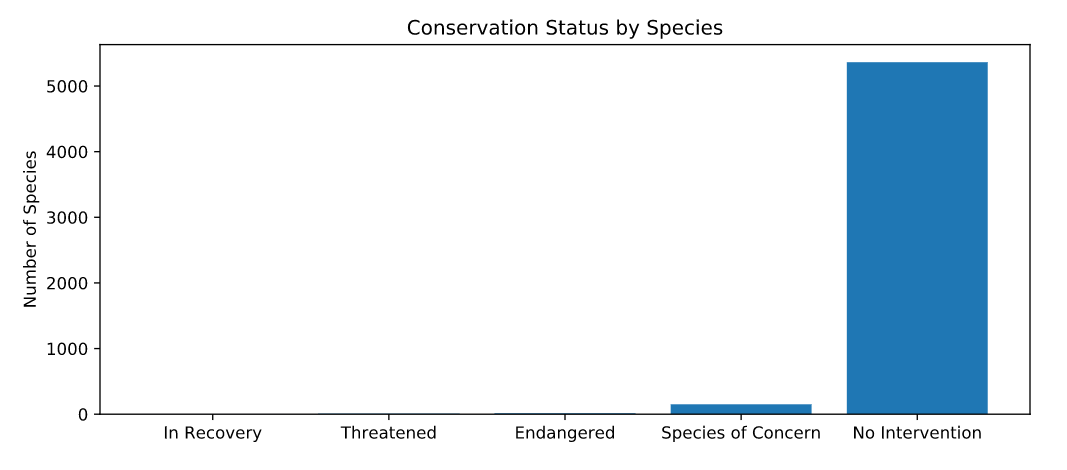 Conservation Status by Species
Number of Species
5000
4000
3000
2000
1000
0
In Recovery
Threatened
Endangered
Species of Concern
No Intervention